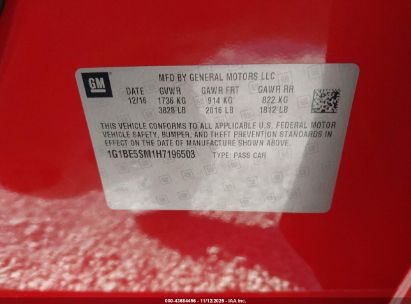 GM
MFD BY GENERAL MOTORS LLC
DATE GVWR GAWR FRT GAWR RR
12/16 1736 KG 914 KG 822 KG
3828 LB 2016 LB 1812 LB
THIS VEHICLE CONFORMS TO ALL APPLICABLE U.S. FEDERAL MOTOR
VEHICLE SAFETY, BUMPER, AND THEFT PREVENTION STANDARDS
IN EFFECT ON THE DATE OF MANUFACTURE SHOWN ABOVE.
1G1BE5SM1H7196503 TYPE: PASS CAR
000-43664496 - 11/12/2025 - IAA Inc.